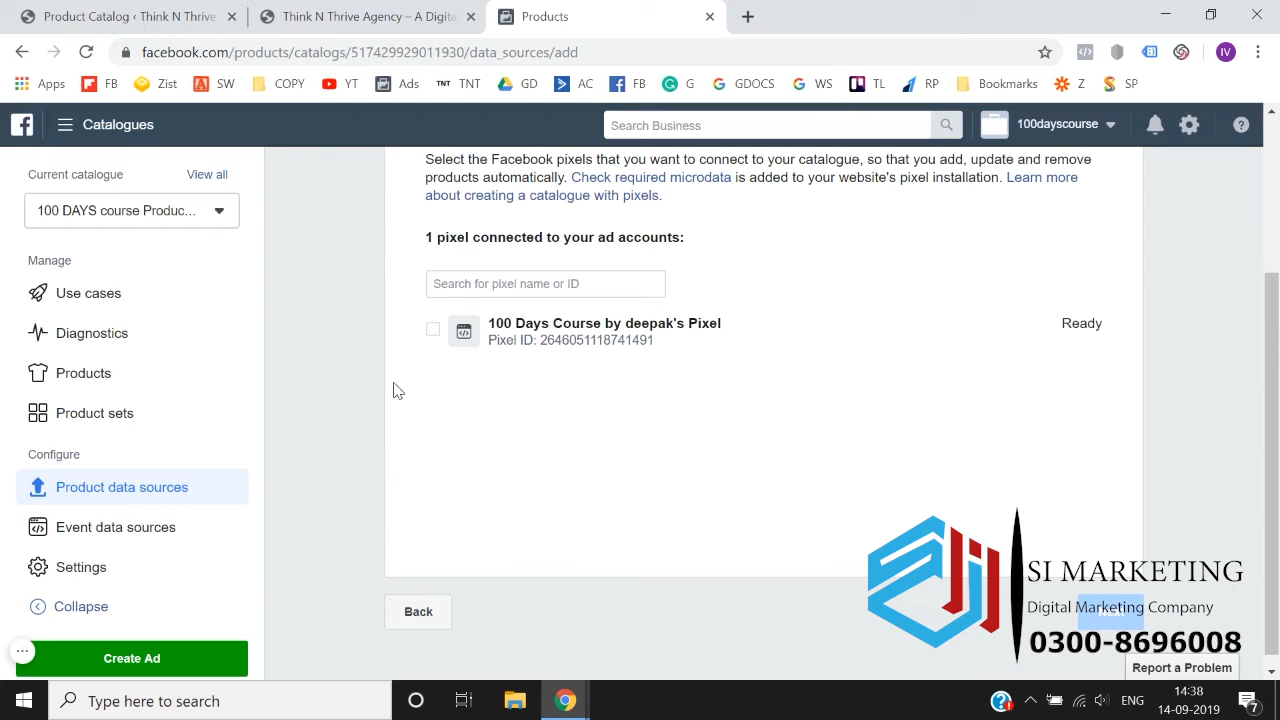 Product Catalog ‹ Think N Thrive
Think N Thrive Agency – A Digita
Products
facebook.com/products/catalogs/517429929011930/data_sources/add
IV
Apps
FB
Zist
SW
COPY
YT
Ads
TNT
TNT
GD
AC
FB
G
GDOCS
WS
TL
RP
Bookmarks
Z
SP
Catalogues
Search Business
100dayscourse
Current catalogue
View all
100 DAYS course Produc...
Manage
Use cases
Diagnostics
Products
Product sets
Configure
Product data sources
Event data sources
Settings
Collapse
Create Ad
Select the Facebook pixels that you want to connect to your catalogue, so that you add, update and remove
products automatically. Check required microdata is added to your website's pixel installation. Learn more
about creating a catalogue with pixels.
1 pixel connected to your ad accounts:
Search for pixel name or ID
100 Days Course by deepak's Pixel
Ready
Pixel ID: 2646051118741491
Back
SI MARKETING
Digital Marketing Company
0300-8696008
Report a Problem
Type here to search
ENG
14:38
14-09-2019
7